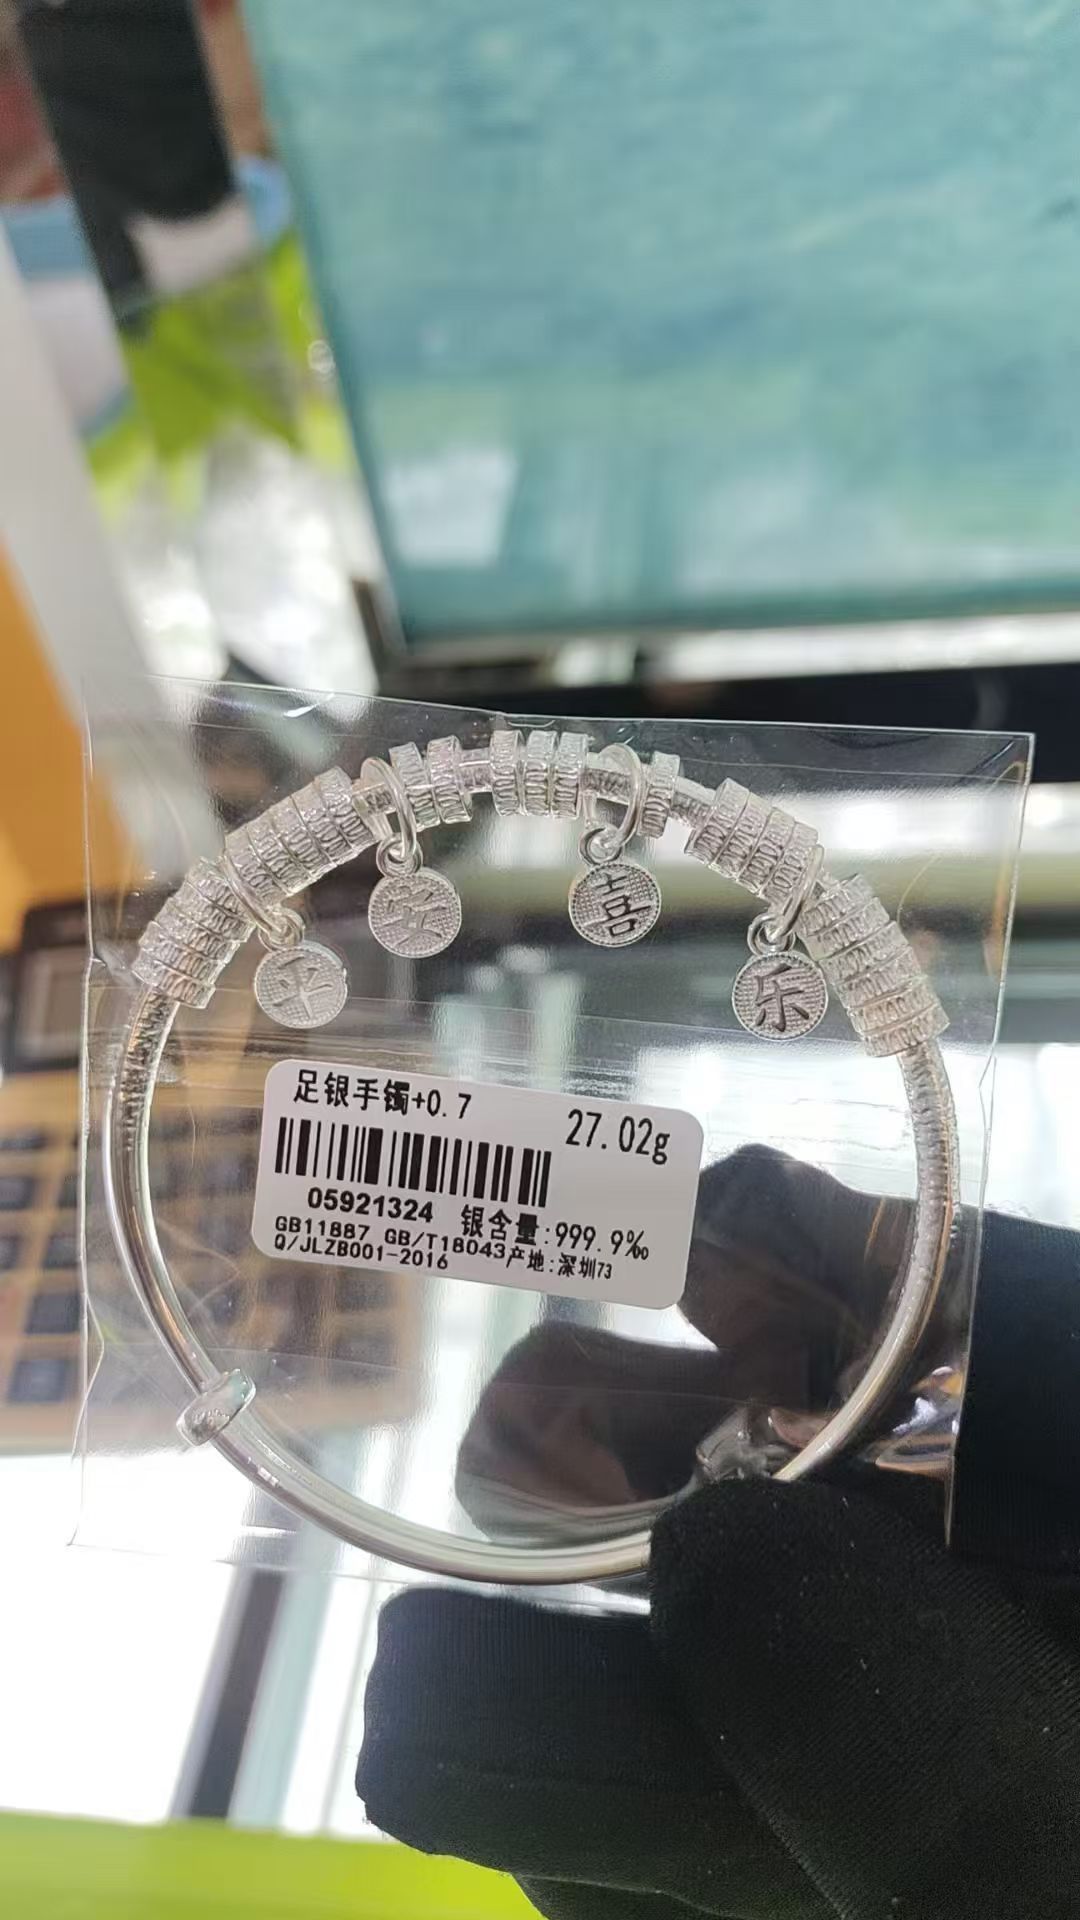 平 安 喜 乐
足银手镯+0.7 27.02g
05921324 银含量:999.9‰
GB11887 GB/T18043产地:深圳73
Q/JLZB001-2016